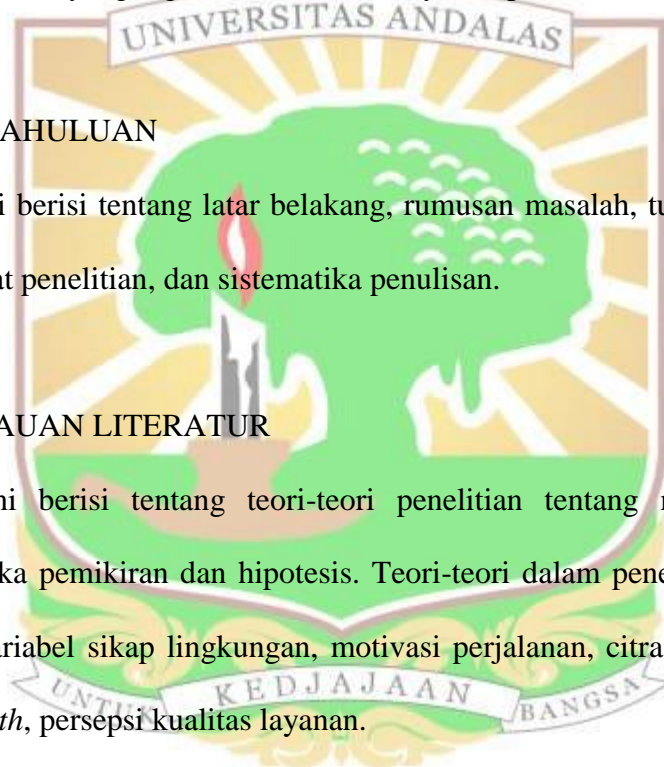 UNIVERSITAS ANDALAS
AHULUAN
i berisi tentang latar belakang, rumusan masalah, tu
at penelitian, dan sistematika penulisan.
AUAN LITERATUR
ni berisi tentang teori-teori penelitian tentang
ka pemikiran dan hipotesis. Teori-teori dalam pene
ariabel sikap lingkungan, motivasi perjalanan, citra
th, persepsi kualitas layanan.
UNTUK KEDJAJAAN BANGSA